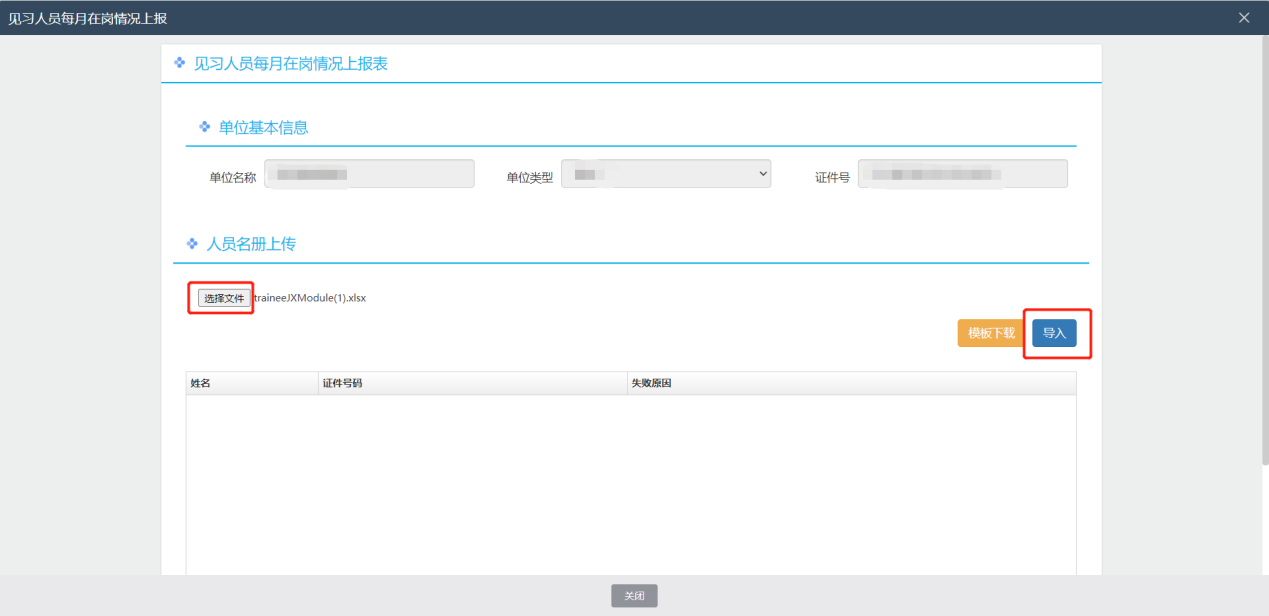 见习人员每月在岗情况上报
见习人员每月在岗情况上报表
单位基本信息
单位名称 单位类型 证件号
人员名册上传
选择文件 traineeJXModule(1).xlsx
模板下载 导入
姓名 证件号码 失败原因
关闭